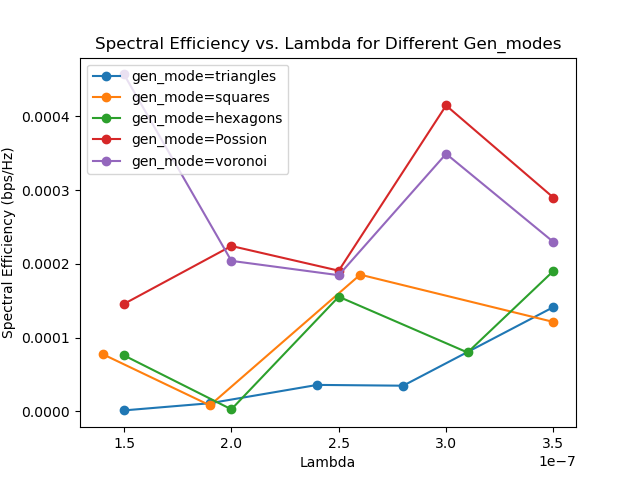 Spectral Efficiency vs. Lambda for Different Gen_modes
gen_mode=triangles
gen_mode=squares
gen_mode=hexagons
gen_mode=Possion
gen_mode=voronoi
Spectral Efficiency (bps/Hz)
0.0004
0.0003
0.0002
0.0001
0.0000
1.5 2.0 2.5 3.0 3.5
1e−7
Lambda